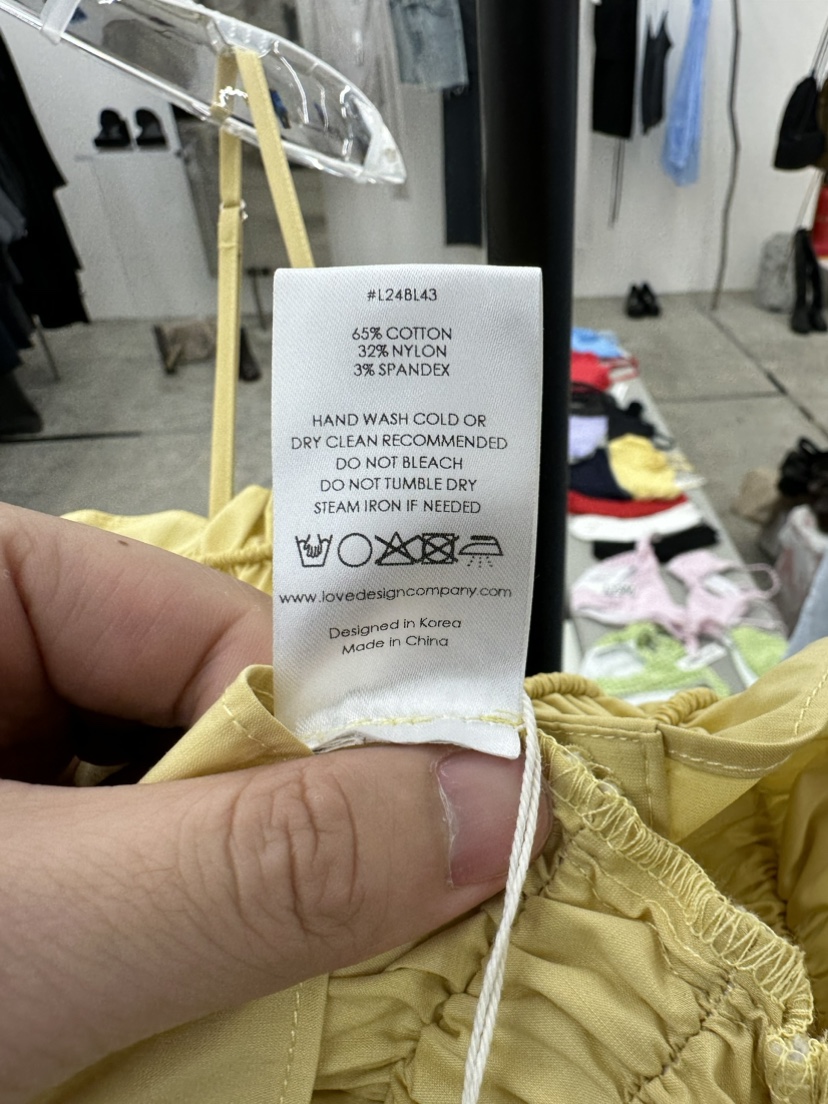 #L24BL43
65% COTTON
32% NYLON
3% SPANDEX
HAND WASH COLD OR
DRY CLEAN RECOMMENDED
DO NOT BLEACH
DO NOT TUMBLE DRY
STEAM IRON IF NEEDED
www.lovedesigncompany.com
Designed in Korea
Made in China